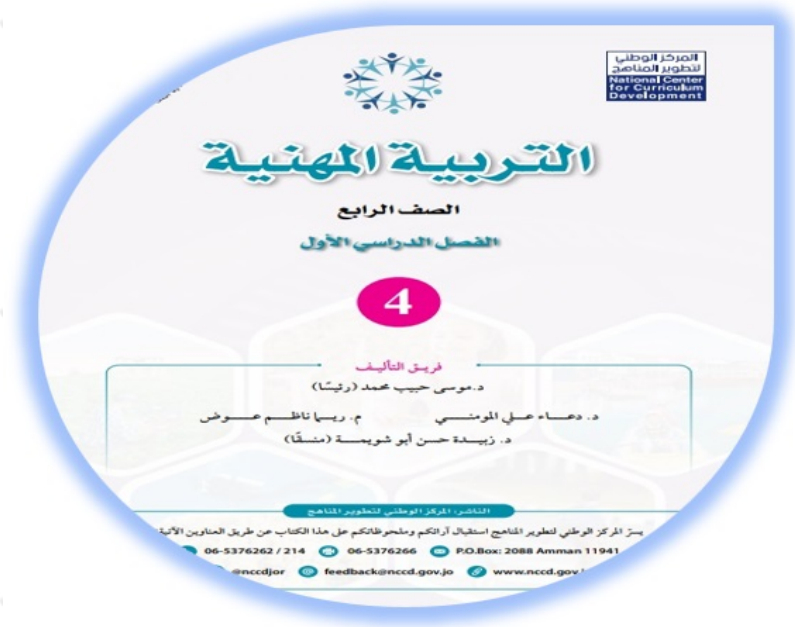 المركز الوطني
لتطوير المناهج
National Center
for Curriculum
Development
التربية المهنية
الصف الرابع
الفصل الدراسي الأول
4
فريق التأليف
د. موسى حبيب محمد (رئيسًا)
د. دعاء علي المومني م. ريما ناظم عوض
د. زبيدة حسن أبو شويمة (منسقًا)
الناشر: المركز الوطني لتطوير المناهج
يسرّ المركز الوطني لتطوير المناهج استقبال آرائكم وملحوظاتكم على هذا الكتاب عن طريق العناوين الآتية
06-5376262 / 214 06-5376266 P.O.Box: 2088 Amman 11941
@nccdjor feedback@nccd.gov.jo www.nccd.gov.